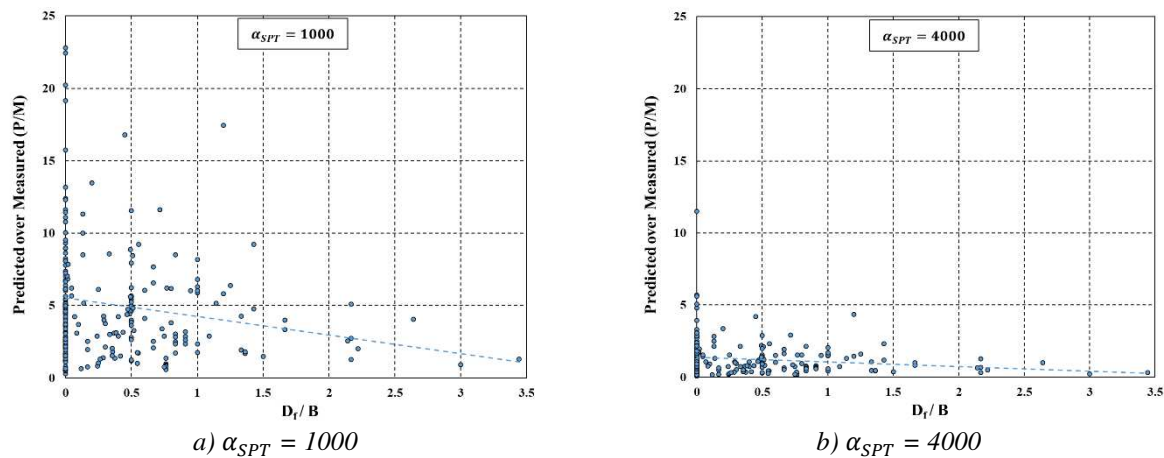 α_SPT = 1000
Predicted over Measured (P/M)
25
20
15
10
5
0
0 0.5 1 1.5 2 2.5 3 3.5
D_f / B
a) α_SPT = 1000
α_SPT = 4000
Predicted over Measured (P/M)
25
20
15
10
5
0
0 0.5 1 1.5 2 2.5 3 3.5
D_f / B
b) α_SPT = 4000